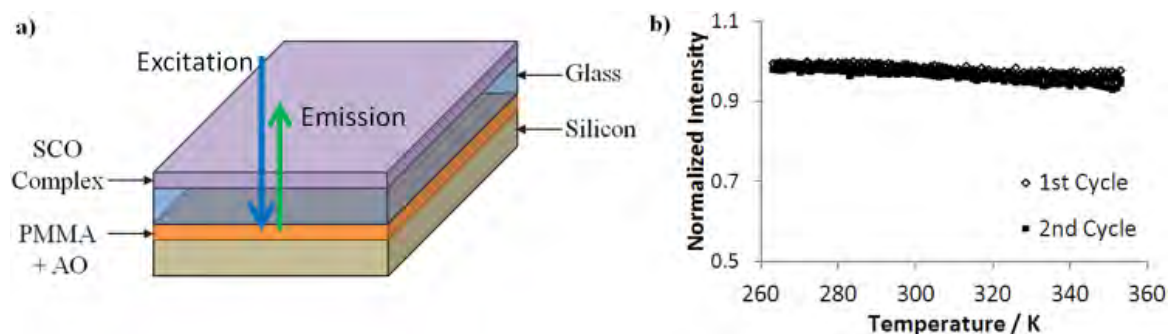 a)
Excitation
Emission
Glass
Silicon
SCO
Complex
PMMA
+ AO
b)
Normalized Intensity
1.1
0.9
0.7
0.5
1st Cycle
2nd Cycle
260 280 300 320 340 360
Temperature / K